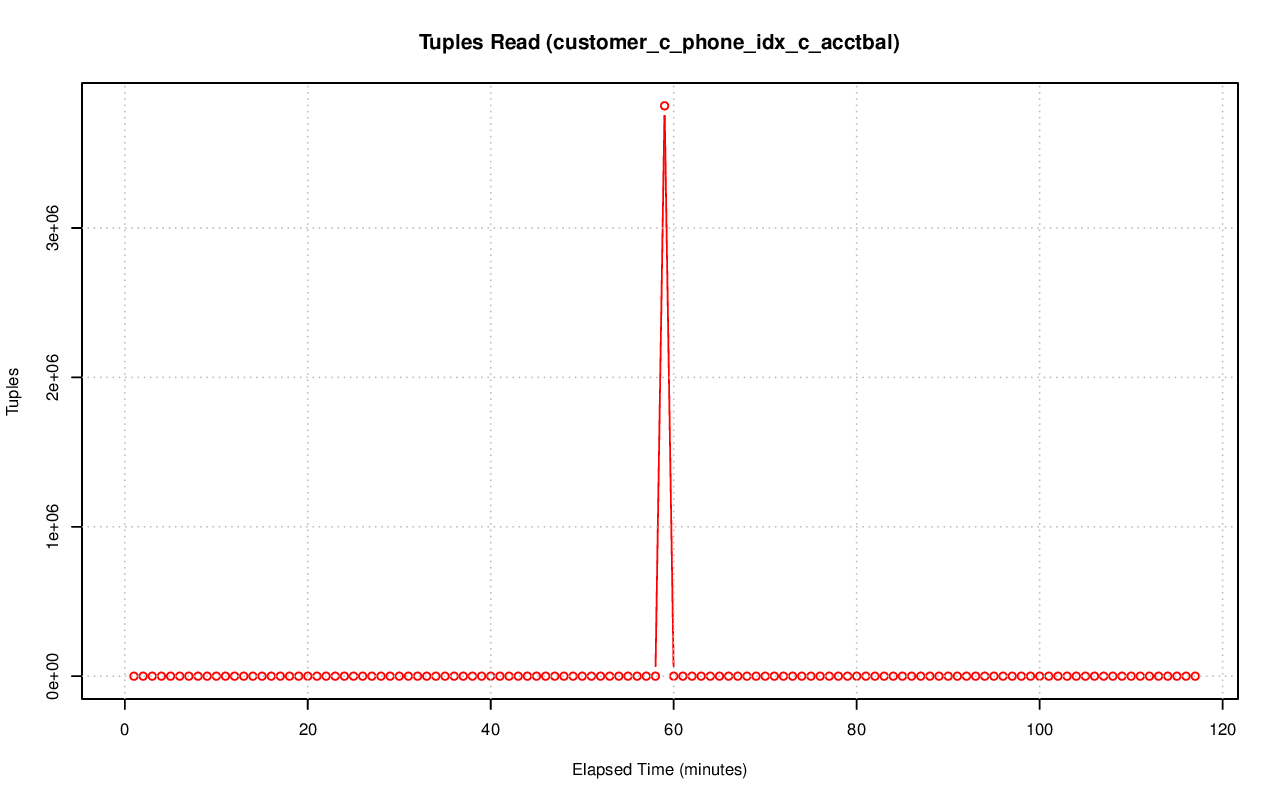 Tuples Read (customer_c_phone_idx_c_acctbal)
Tuples
3e+06
2e+06
1e+06
0e+00
0 20 40 60 80 100 120
Elapsed Time (minutes)